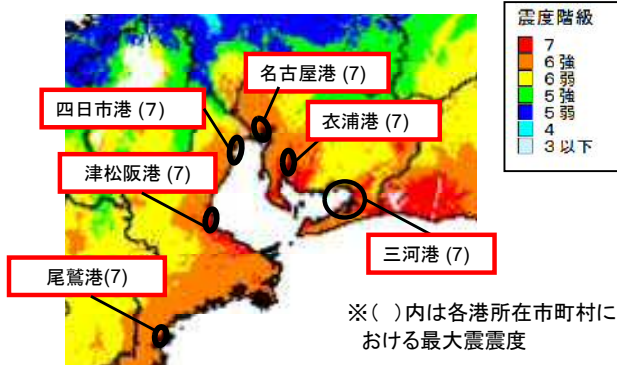 震度階級
7
6強
6弱
5強
5弱
4
3以下
名古屋港 (7)
四日市港 (7)
衣浦港 (7)
津松阪港 (7)
三河港 (7)
尾鷲港(7)
※( )内は各港所在市町村に
おける最大震震度